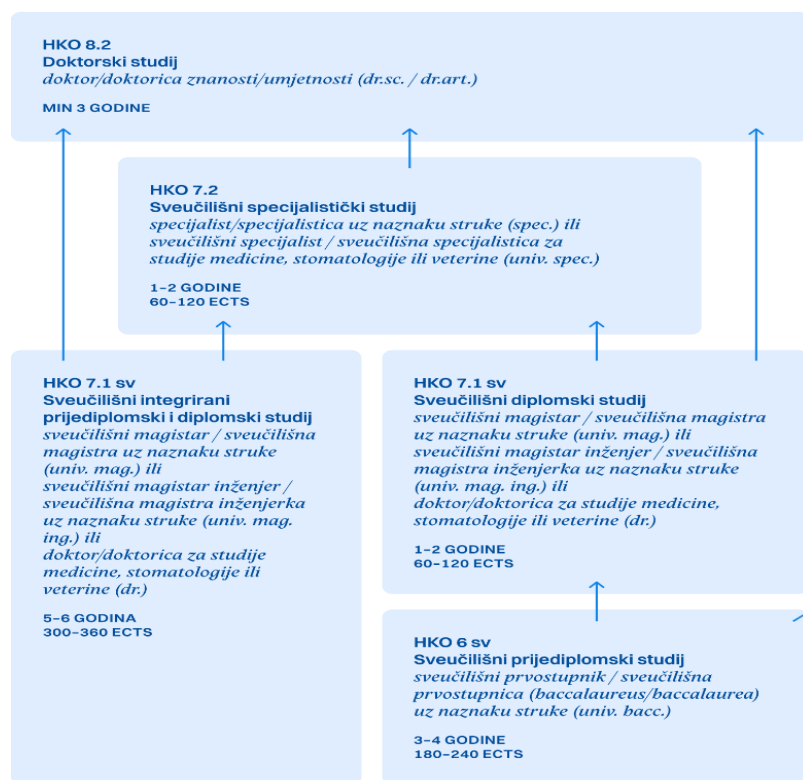 HKO 8.2
Doktorski studij
doktor/doktorica znanosti/umjetnosti (dr.sc. / dr.art.)
MIN 3 GODINE
HKO 7.2
Sveučilišni specijalistički studij
specijalist/specijalistica uz naznaku struke (spec.) ili
sveučilišni specijalist / sveučilišna specijalistica za
studije medicine, stomatologije ili veterine (univ. spec.)
1–2 GODINE
60–120 ECTS
HKO 7.1 sv
Sveučilišni integrirani
prijediplomski i diplomski studij
sveučilišni magistar / sveučilišna
magistra uz naznaku struke
(univ. mag.) ili
sveučilišni magistar inženjer /
sveučilišna magistra inženjerka
uz naznaku struke (univ. mag.
ing.) ili
doktor/doktorica za studije
medicine, stomatologije ili
veterine (dr.)
5–6 GODINA
300–360 ECTS
HKO 7.1 sv
Sveučilišni diplomski studij
sveučilišni magistar / sveučilišna magistra
uz naznaku struke (univ. mag.) ili
sveučilišni magistar inženjer / sveučilišna
magistra inženjerka uz naznaku struke
(univ. mag. ing.) ili
doktor/doktorica za studije medicine,
stomatologije ili veterine (dr.)
1–2 GODINE
60–120 ECTS
HKO 6 sv
Sveučilišni prijediplomski studij
sveučilišni prvostupnik / sveučilišna
prvostupnica (baccalaureus/baccalaurea)
uz naznaku struke (univ. bacc.)
3–4 GODINE
180–240 ECTS